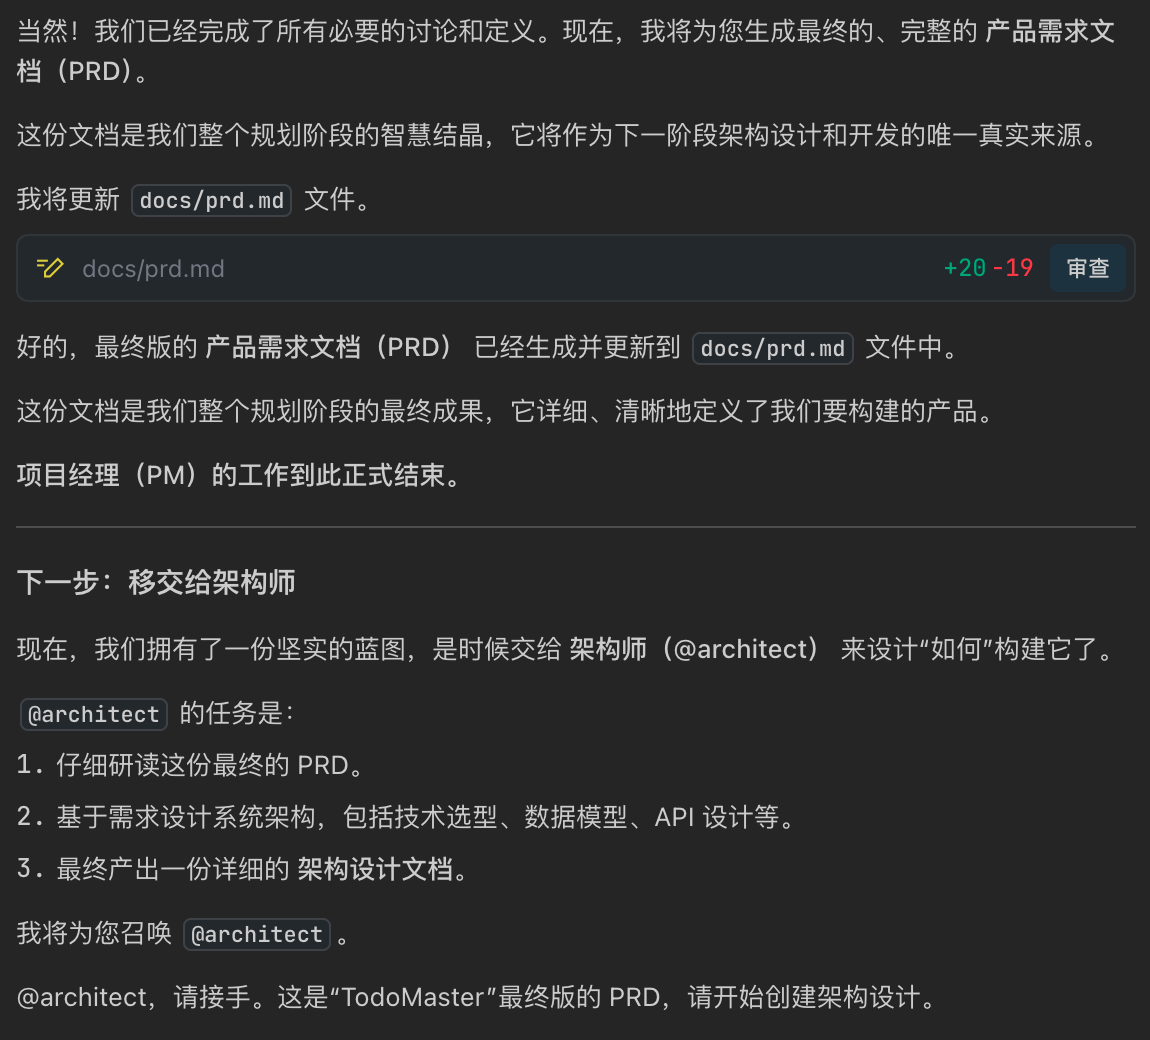 当然！我们已经完成了所有必要的讨论和定义。现在，我将为您生成最终的、完整的 产品需求文
档（PRD）。
这份文档是我们整个规划阶段的智慧结晶，它将作为下一阶段架构设计和开发的唯一真实来源。
我将更新 docs/prd.md 文件。
docs/prd.md +20 -19 审查
好的，最终版的 产品需求文档（PRD） 已经生成并更新到 docs/prd.md 文件中。
这份文档是我们整个规划阶段的最终成果，它详细、清晰地定义了我们要构建的产品。
项目经理（PM）的工作到此正式结束。
下一步：移交给架构师
现在，我们拥有了一份坚实的蓝图，是时候交给 架构师（@architect） 来设计“如何”构建它了。
@architect 的任务是：
1. 仔细研读这份最终的 PRD。
2. 基于需求设计系统架构，包括技术选型、数据模型、API 设计等。
3. 最终产出一份详细的 架构设计文档。
我将为您召唤 @architect 。
@architect，请接手。这是“TodoMaster”最终版的 PRD，请开始创建架构设计。